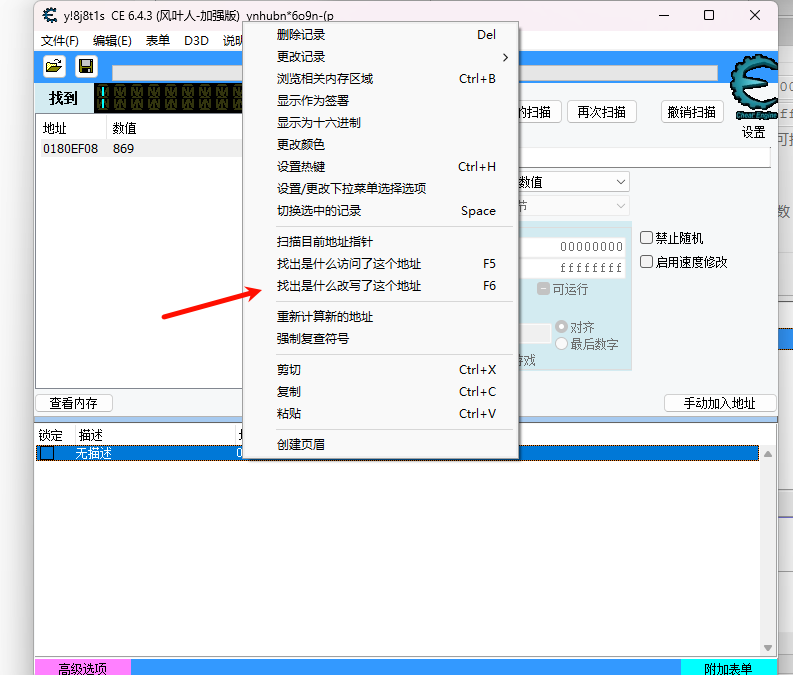 y!8j8t1s CE 6.4.3 (风叶人-加强版) ynhubn*6o9n-(p
文件(F) 编辑(E) 表单 D3D 说明
删除记录 Del
更改记录
浏览相关内存区域 Ctrl+B
显示作为签署
显示为十六进制
更改颜色
设置热键 Ctrl+H
设置/更改下拉菜单选择选项
切换选中的记录 Space
扫描目前地址指针
找出是什么访问了这个地址 F5
找出是什么改写了这个地址 F6
重新计算新的地址
强制复查符号
剪切 Ctrl+X
复制 Ctrl+C
粘贴 Ctrl+V
创建页眉
找到
地址 数值
0180EF08 869
的扫描 再次扫描 撤销扫描
Cheat Engine
设置
数值
节
00000000
ffffffff
可运行
对齐
最后数字
游戏
禁止随机
启用速度修改
查看内存
手动加入地址
锁定 描述
无描述
高级选项
附加表单
数